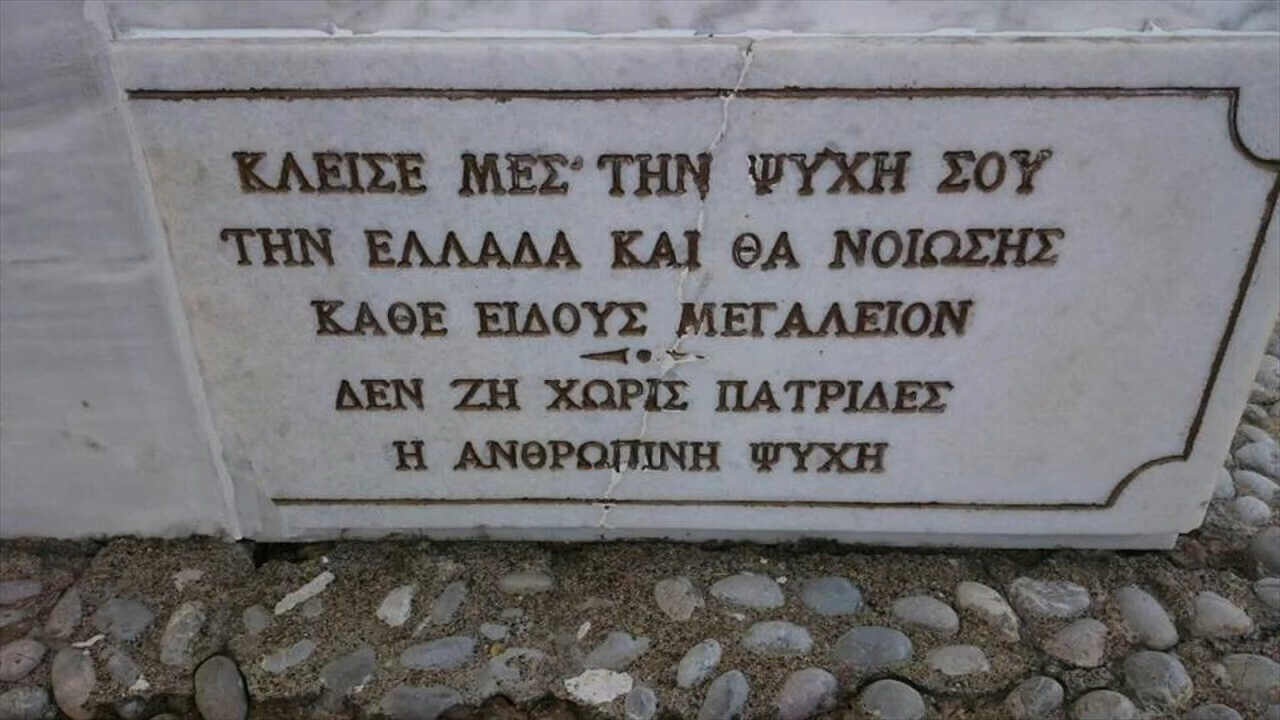 ΚΛΕΙΣΕ ΜΕΣ' ΤΗΝ ΨΥΧΗ ΣΟΥ
ΤΗΝ ΕΛΛΑΔΑ ΚΑΙ ΘΑ ΝΟΙΩΣΗΣ
ΚΑΘΕ ΕΙΔΟΥΣ ΜΕΓΑΛΕΙΟΝ
ΔΕΝ ΖΗ ΧΩΡΙΣ ΠΑΤΡΙΔΕΣ
Η ΑΝΘΡΩΠΙΝΗ ΨΥΧΗ